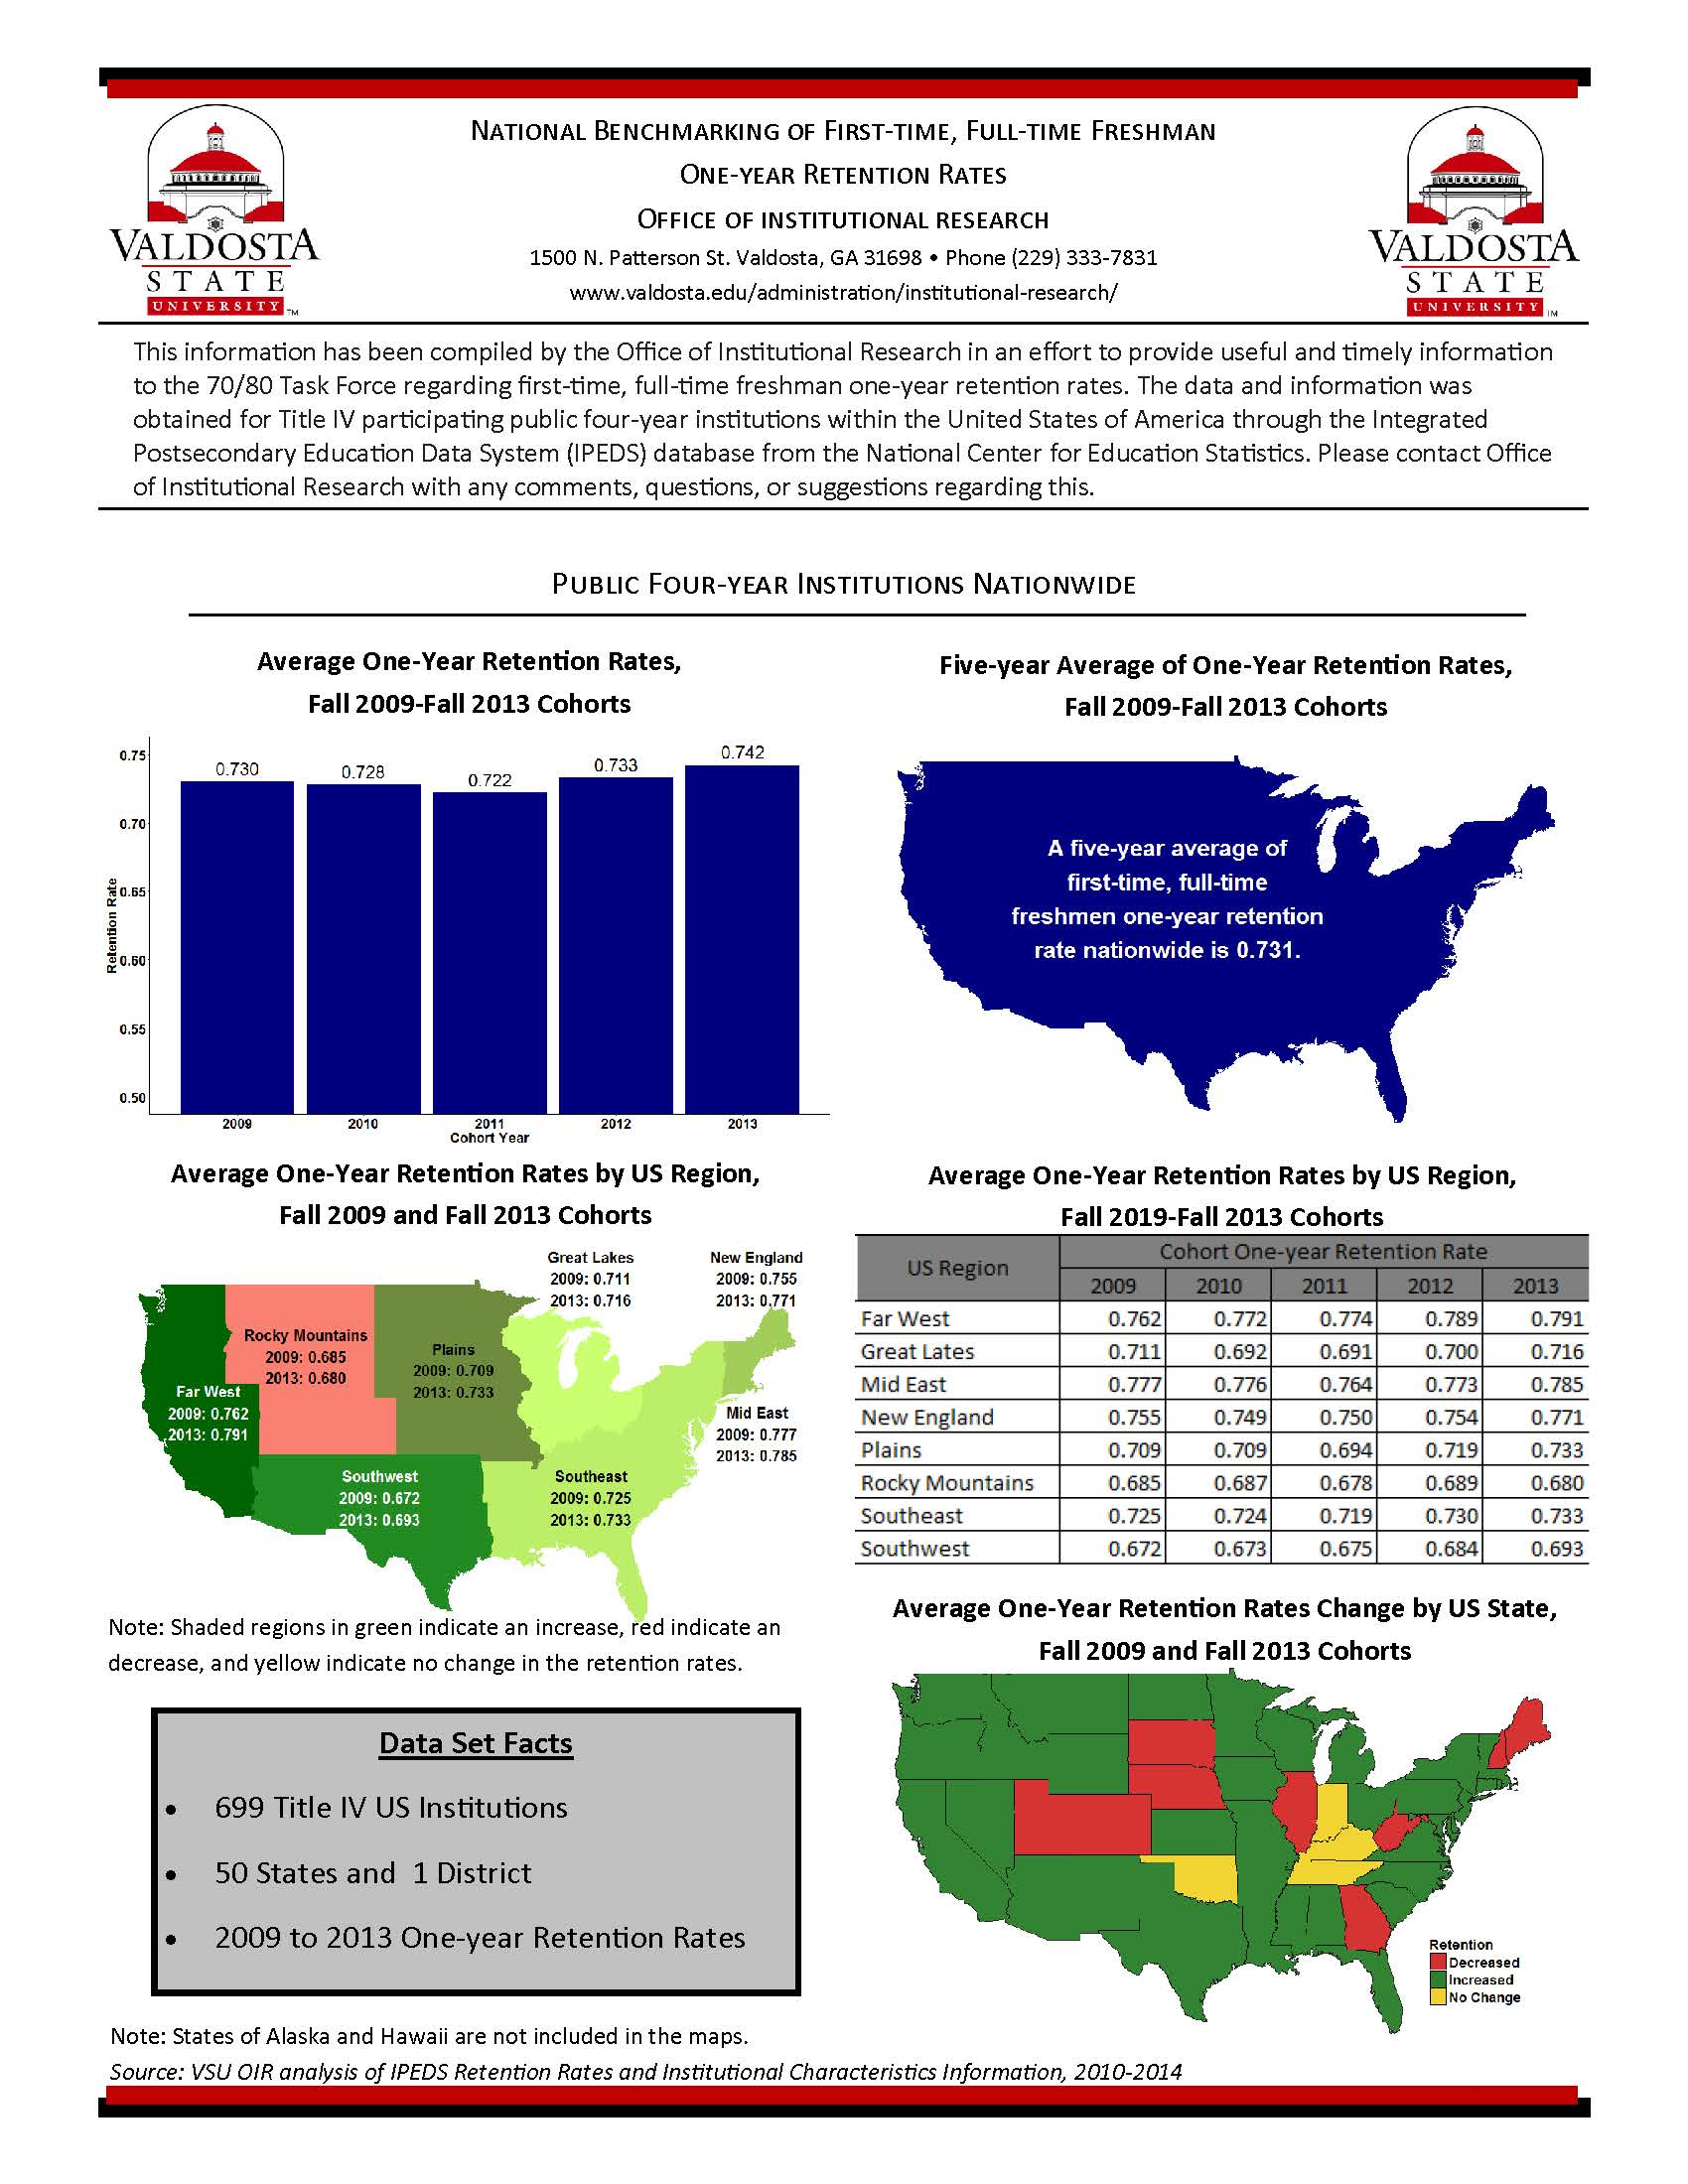 VALDOSTA
STATE
UNIVERSITY™
NATIONAL BENCHMARKING OF FIRST-TIME, FULL-TIME FRESHMAN
ONE-YEAR RETENTION RATES
OFFICE OF INSTITUTIONAL RESEARCH
1500 N. Patterson St. Valdosta, GA 31698 • Phone (229) 333-7831
www.valdosta.edu/administration/institutional-research/
VALDOSTA
STATE
UNIVERSITY™
This information has been compiled by the Office of Institutional Research in an effort to provide useful and timely information
to the 70/80 Task Force regarding first-time, full-time freshman one-year retention rates. The data and information was
obtained for Title IV participating public four-year institutions within the United States of America through the Integrated
Postsecondary Education Data System (IPEDS) database from the National Center for Education Statistics. Please contact Office
of Institutional Research with any comments, questions, or suggestions regarding this.
PUBLIC FOUR-YEAR INSTITUTIONS NATIONWIDE
Average One-Year Retention Rates,
Fall 2009-Fall 2013 Cohorts
0.75
0.70
0.65
0.60
0.55
0.50
Retention Rate
0.730
0.728
0.722
0.733
0.742
2009 2010 2011 2012 2013
Cohort Year
Five-year Average of One-Year Retention Rates,
Fall 2009-Fall 2013 Cohorts
A five-year average of
first-time, full-time
freshmen one-year retention
rate nationwide is 0.731.
Average One-Year Retention Rates by US Region,
Fall 2009 and Fall 2013 Cohorts
Great Lakes
2009: 0.711
2013: 0.716
New England
2009: 0.755
2013: 0.771
Rocky Mountains
2009: 0.685
2013: 0.680
Plains
2009: 0.709
2013: 0.733
Far West
2009: 0.762
2013: 0.791
Mid East
2009: 0.777
2013: 0.785
Southwest
2009: 0.672
2013: 0.693
Southeast
2009: 0.725
2013: 0.733
Note: Shaded regions in green indicate an increase, red indicate an
decrease, and yellow indicate no change in the retention rates.
Average One-Year Retention Rates by US Region,
Fall 2019-Fall 2013 Cohorts
US Region Cohort One-year Retention Rate
2009 2010 2011 2012 2013
Far West 0.762 0.772 0.774 0.789 0.791
Great Lates 0.711 0.692 0.691 0.700 0.716
Mid East 0.777 0.776 0.764 0.773 0.785
New England 0.755 0.749 0.750 0.754 0.771
Plains 0.709 0.709 0.694 0.719 0.733
Rocky Mountains 0.685 0.687 0.678 0.689 0.680
Southeast 0.725 0.724 0.719 0.730 0.733
Southwest 0.672 0.673 0.675 0.684 0.693
Data Set Facts
• 699 Title IV US Institutions
• 50 States and 1 District
• 2009 to 2013 One-year Retention Rates
Average One-Year Retention Rates Change by US State,
Fall 2009 and Fall 2013 Cohorts
Retention
Decreased
Increased
No Change
Note: States of Alaska and Hawaii are not included in the maps.
Source: VSU OIR analysis of IPEDS Retention Rates and Institutional Characteristics Information, 2010-2014